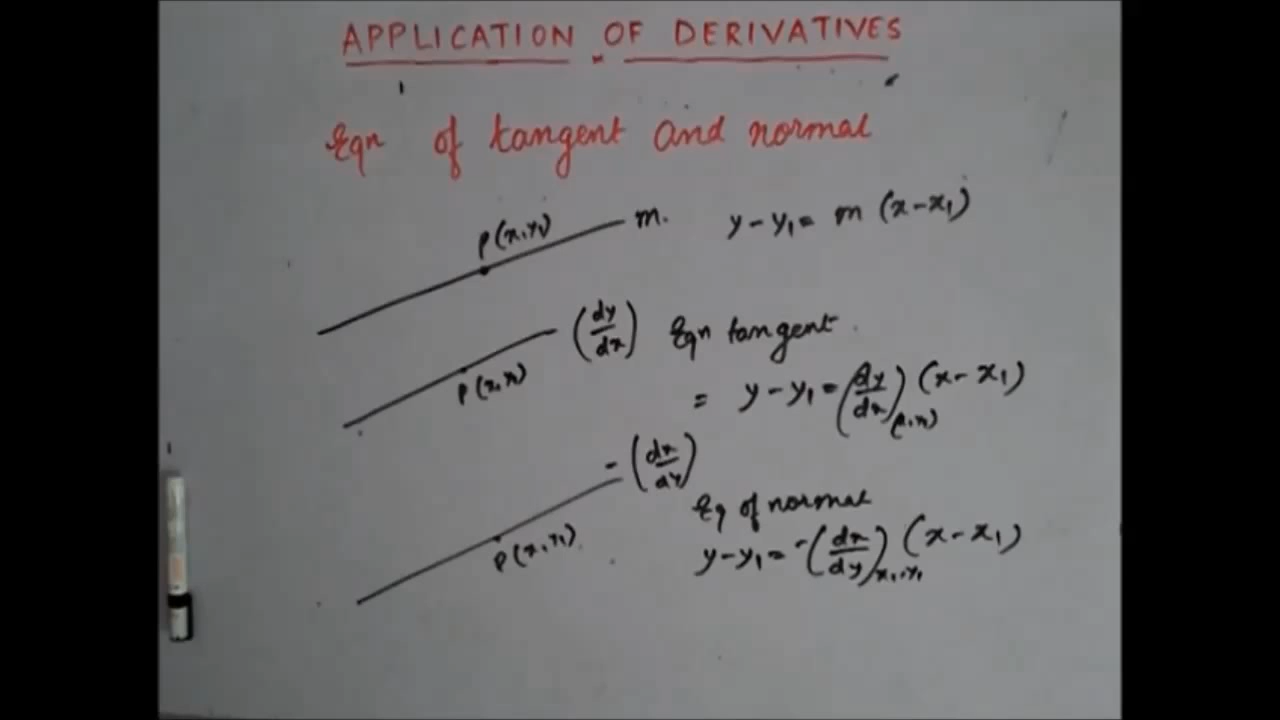 APPLICATION OF DERIVATIVES
Eqn of tangent and normal
P(x1,y1) m. y - y1 = m (x-x1)
(dy/dx) Eqn tangent
P(x1,y1)
= y - y1 = (dy/dx)(x1,y1) (x - x1)
- (dx/dy)
Eq of normal
P(x1,y1) y - y1 = -(dx/dy)x1,y1 (x - x1)